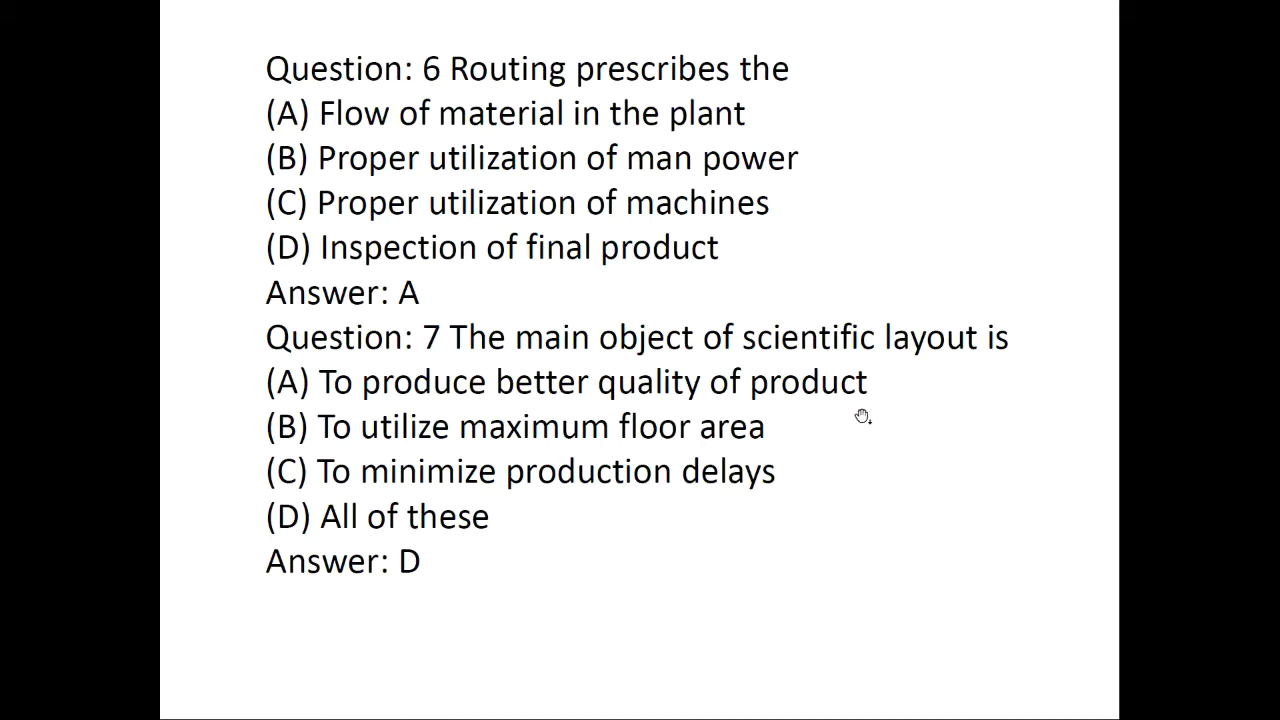 Question: 6 Routing prescribes the
(A) Flow of material in the plant
(B) Proper utilization of man power
(C) Proper utilization of machines
(D) Inspection of final product
Answer: A
Question: 7 The main object of scientific layout is
(A) To produce better quality of product
(B) To utilize maximum floor area
(C) To minimize production delays
(D) All of these
Answer: D